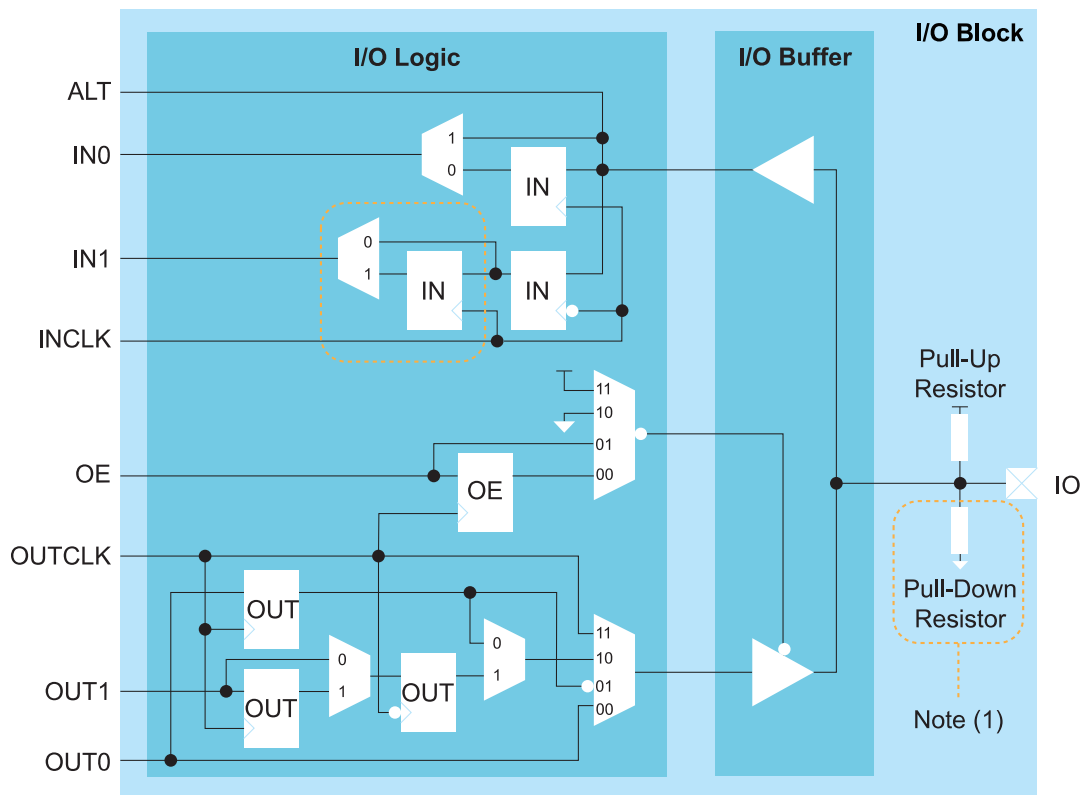 I/O Block
I/O Logic
I/O Buffer
ALT
1
IN0
0
IN
IN1
0
1
IN
IN
INCLK
Pull-Up
Resistor
11
10
01
OE
00
OE
IO
OUTCLK
OUT
Pull-Down
Resistor
0
11
0
10
1
OUT1
1
01
OUT
OUT
00
Note (1)
OUT0